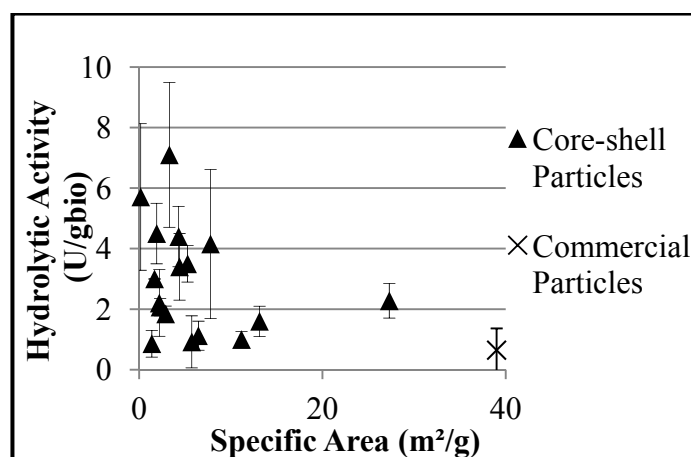 10
8
6
4
2
0
0
20
40
Hydrolytic Activity
(U/gbio)
Specific Area (m²/g)
Core-shell
Particles
Commercial
Particles